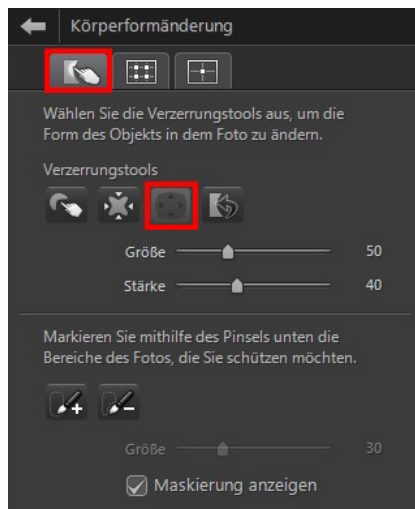 Körperformänderung
Wählen Sie die Verzerrungstools aus, um die
Form des Objekts in dem Foto zu ändern.
Verzerrungstools
Größe 50
Stärke 40
Markieren Sie mithilfe des Pinsels unten die
Bereiche des Fotos, die Sie schützen möchten.
Größe 30
Maskierung anzeigen